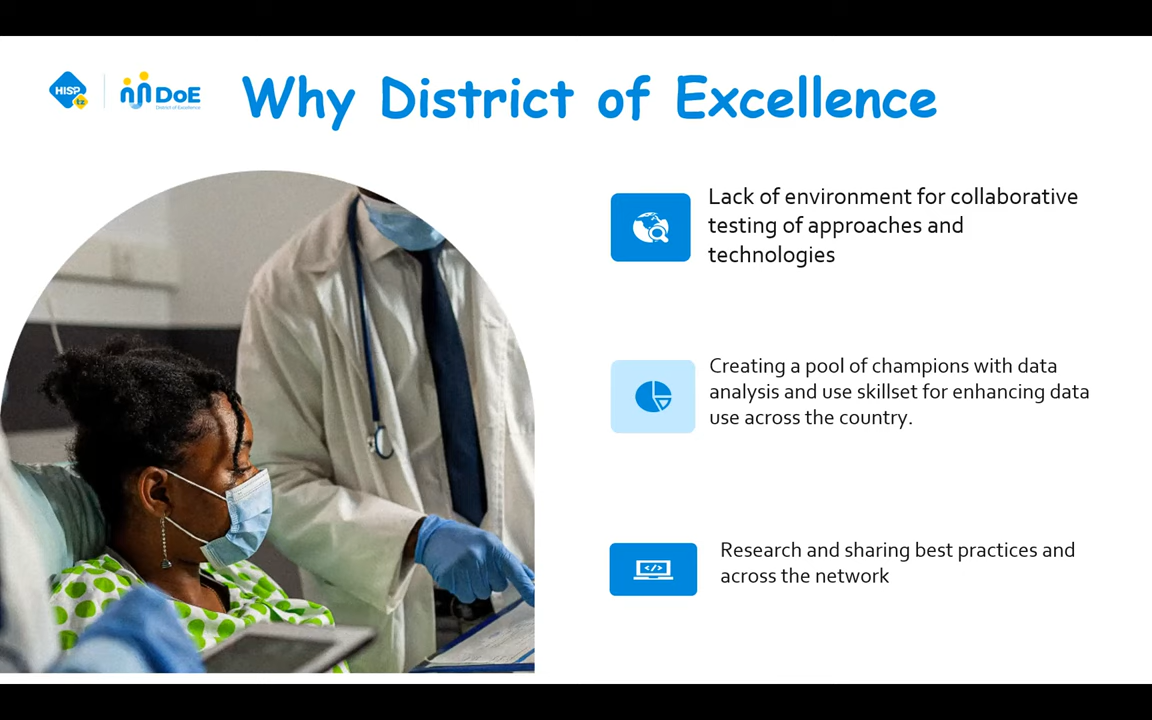 HISP
tz
DoE
District of Excellence
Why District of Excellence
Lack of environment for collaborative
testing of approaches and
technologies
Creating a pool of champions with data
analysis and use skillset for enhancing data
use across the country.
Research and sharing best practices and
across the network